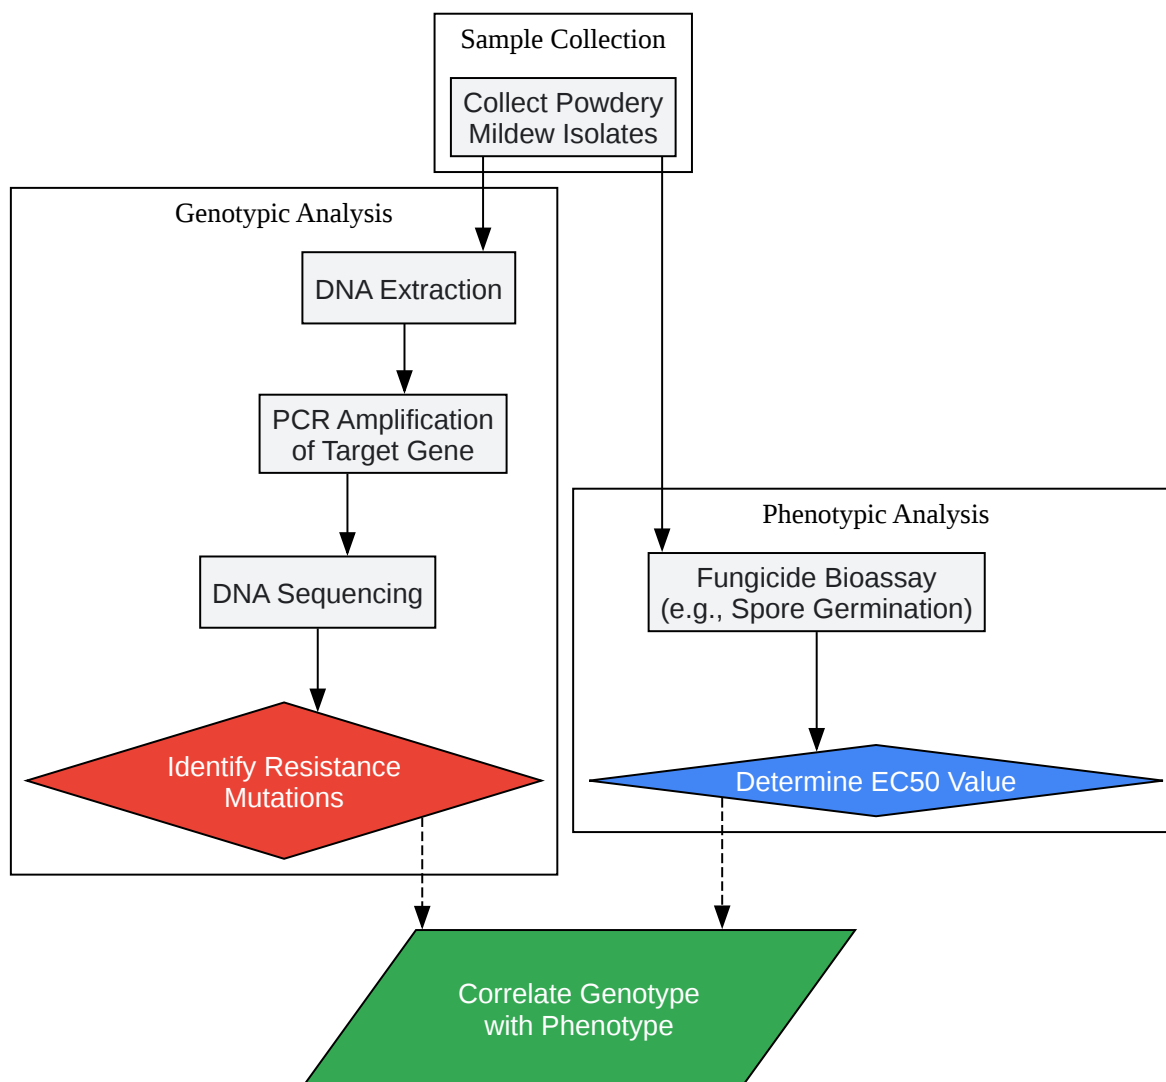 Sample Collection
Collect Powdery
Mildew Isolates
Genotypic Analysis
DNA Extraction
PCR Amplification
of Target Gene
DNA Sequencing
Identify Resistance
Mutations
Phenotypic Analysis
Fungicide Bioassay
(e.g., Spore Germination)
Determine EC50 Value
Correlate Genotype
with Phenotype